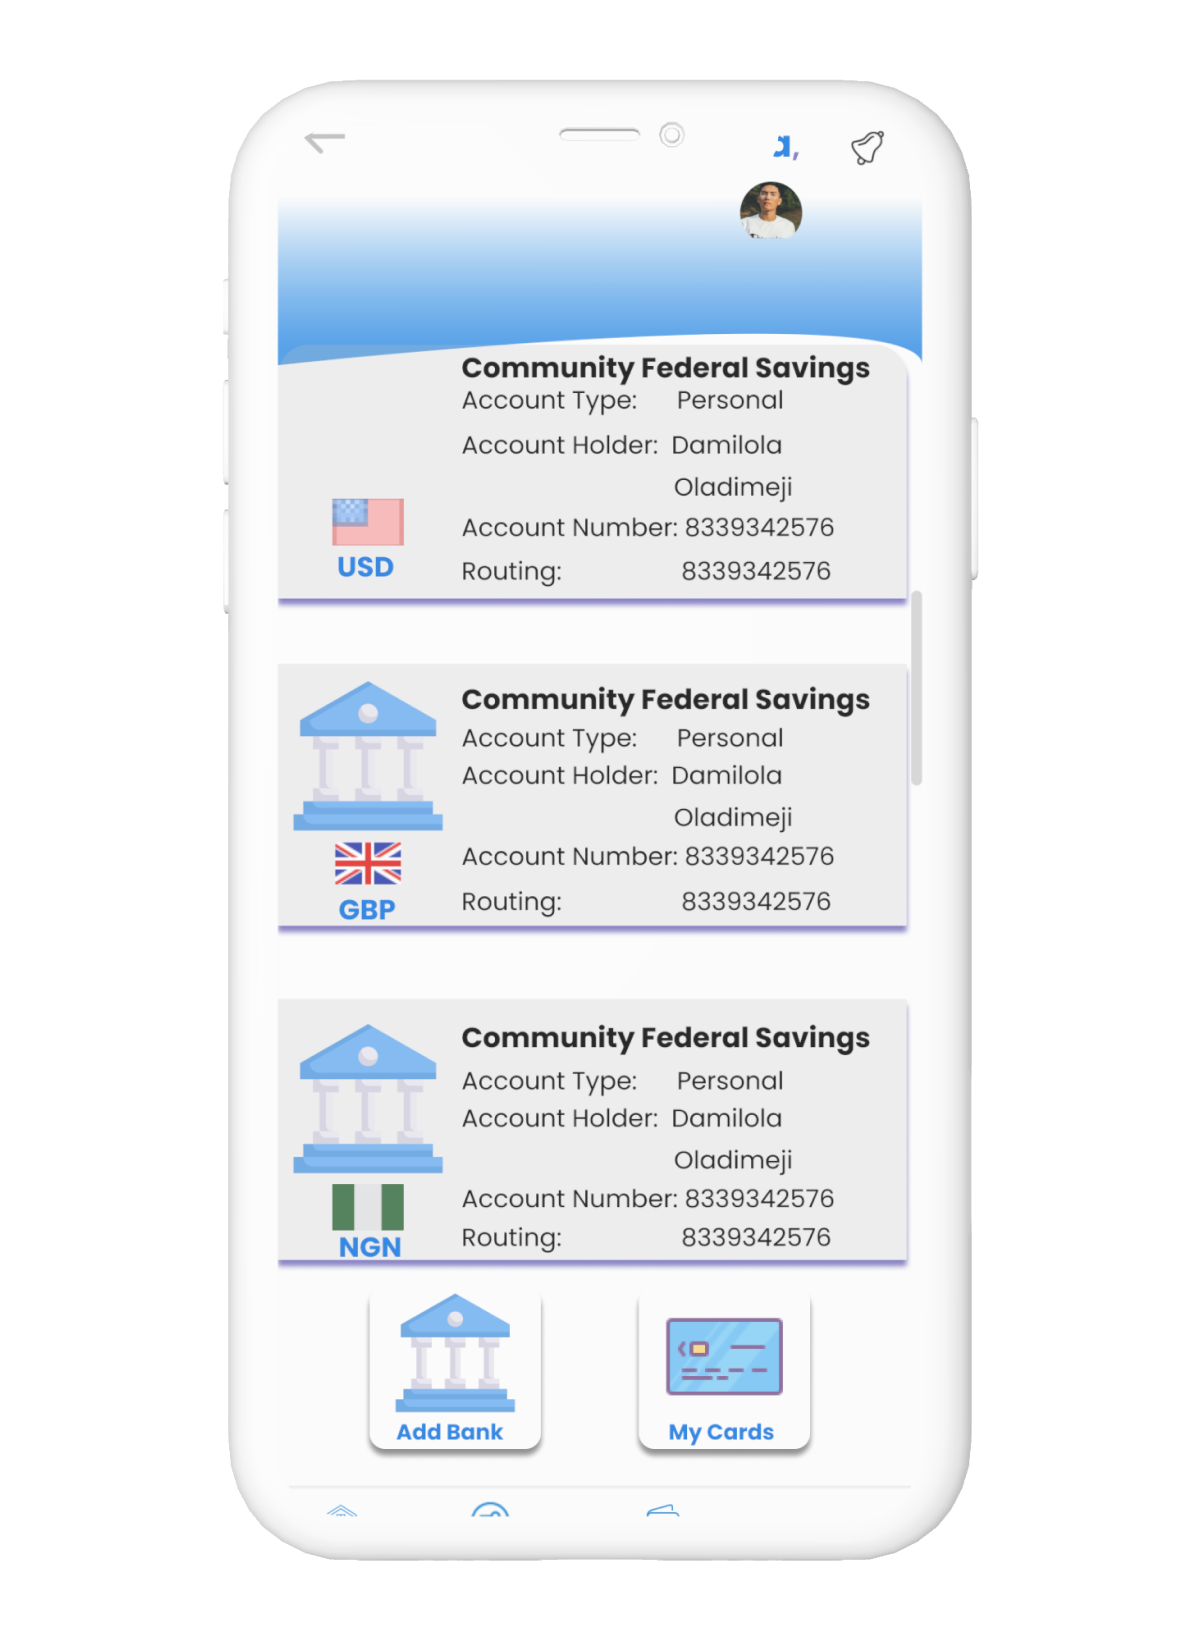 a,
Community Federal Savings
Account Type: Personal
Account Holder: Damilola
Oladimeji
Account Number: 8339342576
Routing: 8339342576
USD
Community Federal Savings
Account Type: Personal
Account Holder: Damilola
Oladimeji
Account Number: 8339342576
Routing: 8339342576
GBP
Community Federal Savings
Account Type: Personal
Account Holder: Damilola
Oladimeji
Account Number: 8339342576
Routing: 8339342576
NGN
Add Bank
My Cards